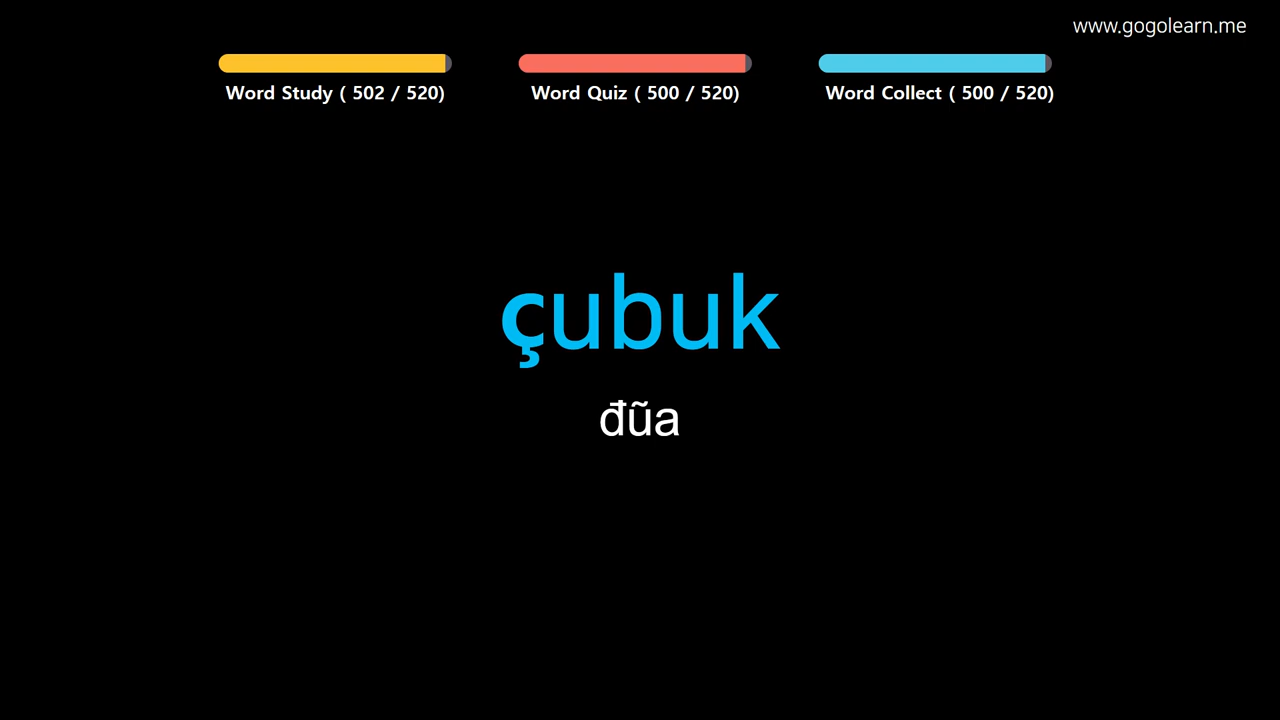 www.gogolearn.me
Word Study ( 502 / 520)
Word Quiz ( 500 / 520)
Word Collect ( 500 / 520)
çubuk
đũa